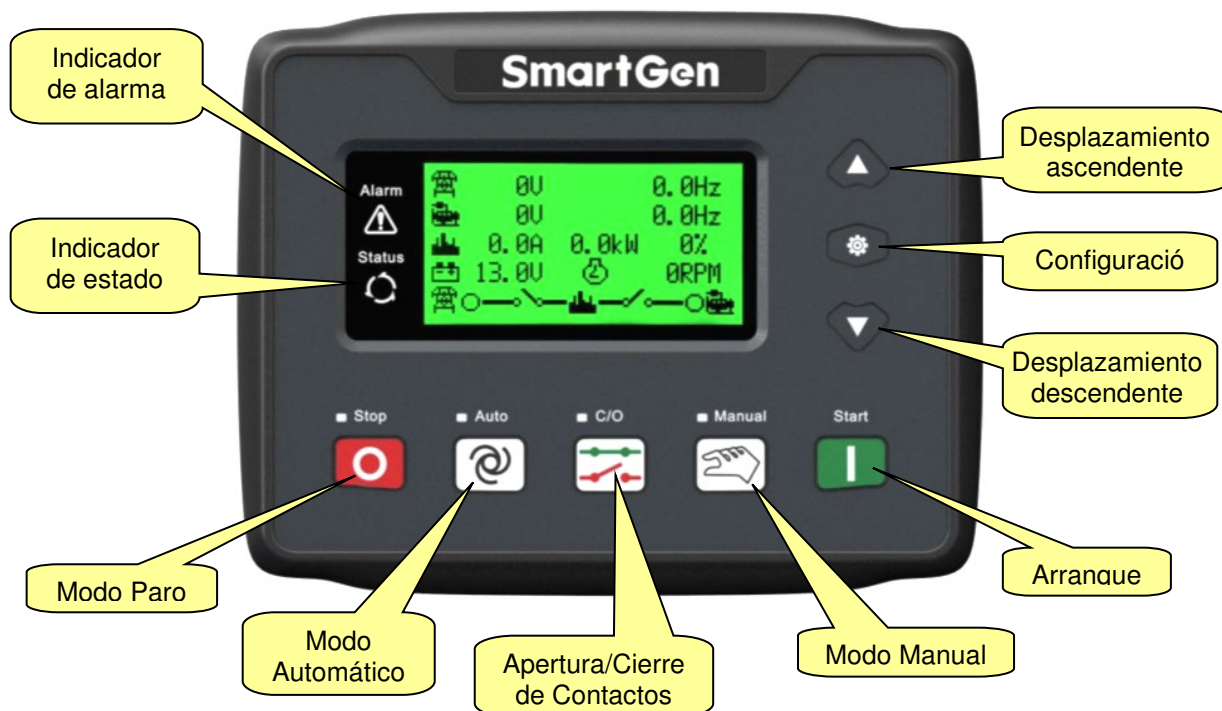 SmartGen
Indicador
de alarma
Indicador
de estado
Alarm
Status
0V 0.0Hz
0V 0.0Hz
0.0A 0.0kW 0%
13.0V 0RPM
Desplazamiento
ascendente
Configuració
Desplazamiento
descendente
Stop
Auto
C/O
Manual
Start
Modo Paro
Modo
Automático
Apertura/Cierre
de Contactos
Modo Manual
Arranque